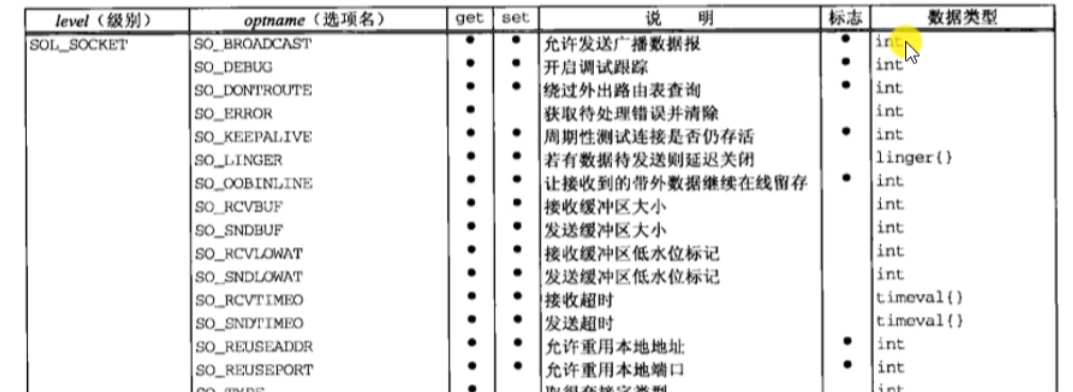 level（级别） optname（选项名） get set 说 明 标志 数据类型
SOL_SOCKET SO_BROADCAST • • 允许发送广播数据报 • int
SO_DEBUG • • 开启调试跟踪 • int
SO_DONTROUTE • • 绕过外出路由表查询 • int
SO_ERROR • 获取待处理错误并清除 int
SO_KEEPALIVE • • 周期性测试连接是否仍存活 • int
SO_LINGER • • 若有数据待发送则延迟关闭 linger{}
SO_OOBINLINE • • 让接收到的带外数据继续在线留存 • int
SO_RCVBUF • • 接收缓冲区大小 int
SO_SNDBUF • • 发送缓冲区大小 int
SO_RCVLOWAT • • 接收缓冲区低水位标记 int
SO_SNDLOWAT • • 发送缓冲区低水位标记 int
SO_RCVTIMEO • • 接收超时 timeval{}
SO_SNDTIMEO • • 发送超时 timeval{}
SO_REUSEADDR • • 允许重用本地地址 • int
SO_REUSEPORT • • 允许重用本地端口 • int